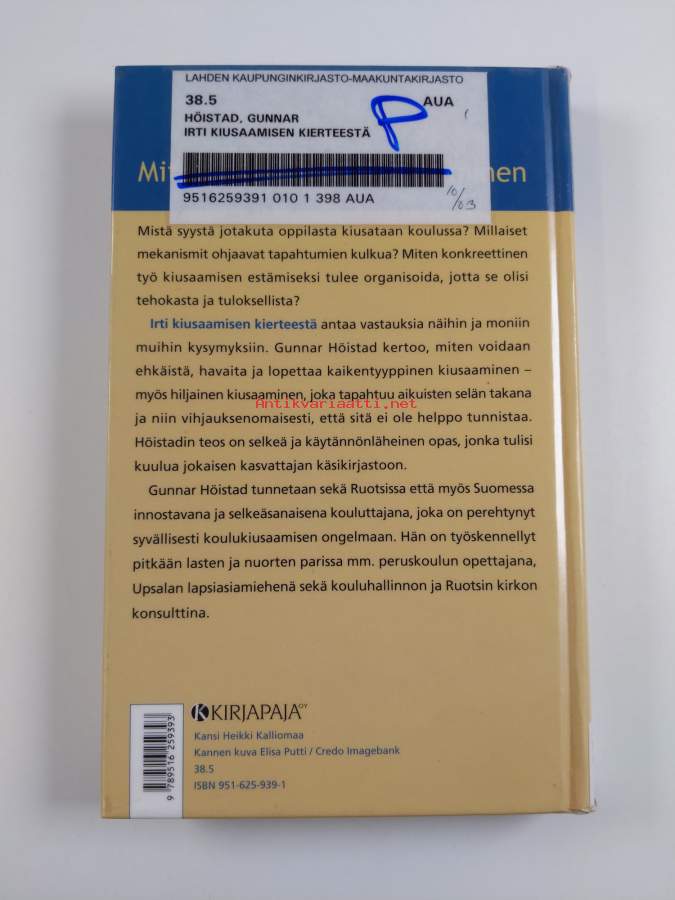 LAHDEN KAUPUNGINKIRJASTO-MAAKUNTAKIRJASTO
38.5 AUA
HÖISTAD, GUNNAR
IRTI KIUSAAMISEN KIERTEESTÄ
P
9516259391 010 1 398 AUA
10/03
Mistä syystä jotakuta oppilasta kiusataan koulussa? Millaiset
mekanismit ohjaavat tapahtumien kulkua? Miten konkreettinen
työ kiusaamisen estämiseksi tulee organisoida, jotta se olisi
tehokasta ja tuloksellista?
Irti kiusaamisen kierteestä antaa vastauksia näihin ja moniin
muihin kysymyksiin. Gunnar Höistad kertoo, miten voidaan
ehkäistä, havaita ja lopettaa kaikentyyppinen kiusaaminen –
myös hiljainen kiusaaminen, joka tapahtuu aikuisten selän takana
Antikvariaatti.net
ja niin vihjauksenomaisesti, että sitä ei ole helppo tunnistaa.
Höistadin teos on selkeä ja käytännönläheinen opas, jonka tulisi
kuulua jokaisen kasvattajan käsikirjastoon.
Gunnar Höistad tunnetaan sekä Ruotsissa että myös Suomessa
innostavana ja selkeäsanaisena kouluttajana, joka on perehtynyt
syvällisesti koulukiusaamisen ongelmaan. Hän on työskennellyt
pitkään lasten ja nuorten parissa mm. peruskoulun opettajana,
Upsalan lapsiasiamiehenä sekä kouluhallinnon ja Ruotsin kirkon
konsulttina.
KIRJAPAJA OY
Kansi Heikki Kalliomaa
Kannen kuva Elisa Putti / Credo Imagebank
38.5
ISBN 951-625-939-1
9 789516 259393